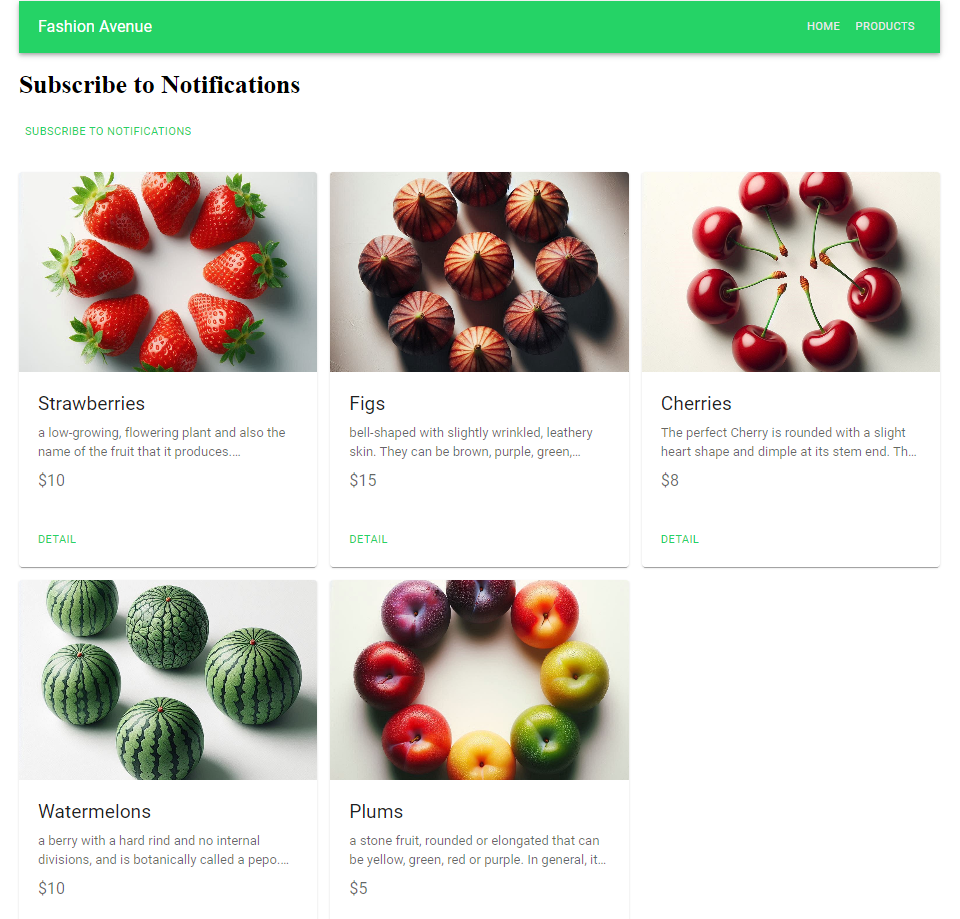 Fashion Avenue
HOME PRODUCTS
Subscribe to Notifications
SUBSCRIBE TO NOTIFICATIONS
Strawberries
a low-growing, flowering plant and also the
name of the fruit that it produces.…
$10
DETAIL
Figs
bell-shaped with slightly wrinkled, leathery
skin. They can be brown, purple, green,…
$15
DETAIL
Cherries
The perfect Cherry is rounded with a slight
heart shape and dimple at its stem end. Th…
$8
DETAIL
Watermelons
a berry with a hard rind and no internal
divisions, and is botanically called a pepo.…
$10
Plums
a stone fruit, rounded or elongated that can
be yellow, green, red or purple. In general, it…
$5